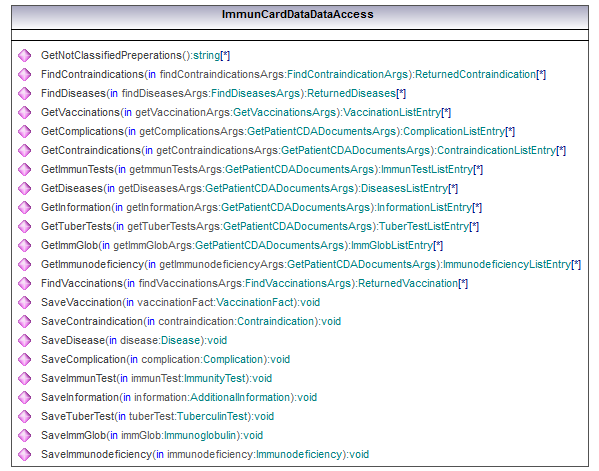 ImmunCardDataDataAccess
GetNotClassifiedPreperations():string[*]
FindContraindications(in findContraindicationsArgs:FindContraindicationArgs):ReturnedContraindication[*]
FindDiseases(in findDiseasesArgs:FindDiseasesArgs):ReturnedDiseases[*]
GetVaccinations(in getVaccinationArgs:GetVaccinationsArgs):VaccinationListEntry[*]
GetComplications(in getComplicationsArgs:GetPatientCDADocumentsArgs):ComplicationListEntry[*]
GetContraindications(in getContraindicationsArgs:GetPatientCDADocumentsArgs):ContraindicationListEntry[*]
GetImmunTests(in getmmunTestsArgs:GetPatientCDADocumentsArgs):ImmunTestListEntry[*]
GetDiseases(in getDiseasesArgs:GetPatientCDADocumentsArgs):DiseasesListEntry[*]
GetInformation(in getInformationArgs:GetPatientCDADocumentsArgs):InformationListEntry[*]
GetTuberTests(in getTuberTestsArgs:GetPatientCDADocumentsArgs):TuberTestListEntry[*]
GetImmGlob(in getImmGlobArgs:GetPatientCDADocumentsArgs):ImmGlobListEntry[*]
GetImmunodeficiency(in getImmunodeficiencyArgs:GetPatientCDADocumentsArgs):ImmunodeficiencyListEntry[*]
FindVaccinations(in findVaccinationsArgs:FindVaccinationsArgs):ReturnedVaccination[*]
SaveVaccination(in vaccinationFact:VaccinationFact):void
SaveContraindication(in contraindication:Contraindication):void
SaveDisease(in disease:Disease):void
SaveComplication(in complication:Complication):void
SaveImmunTest(in immunTest:ImmunityTest):void
SaveInformation(in information:AdditionalInformation):void
SaveTuberTest(in tuberTest:TuberculinTest):void
SaveImmGlob(in immGlob:Immunoglobulin):void
SaveImmunodeficiency(in immunodeficiency:Immunodeficiency):void